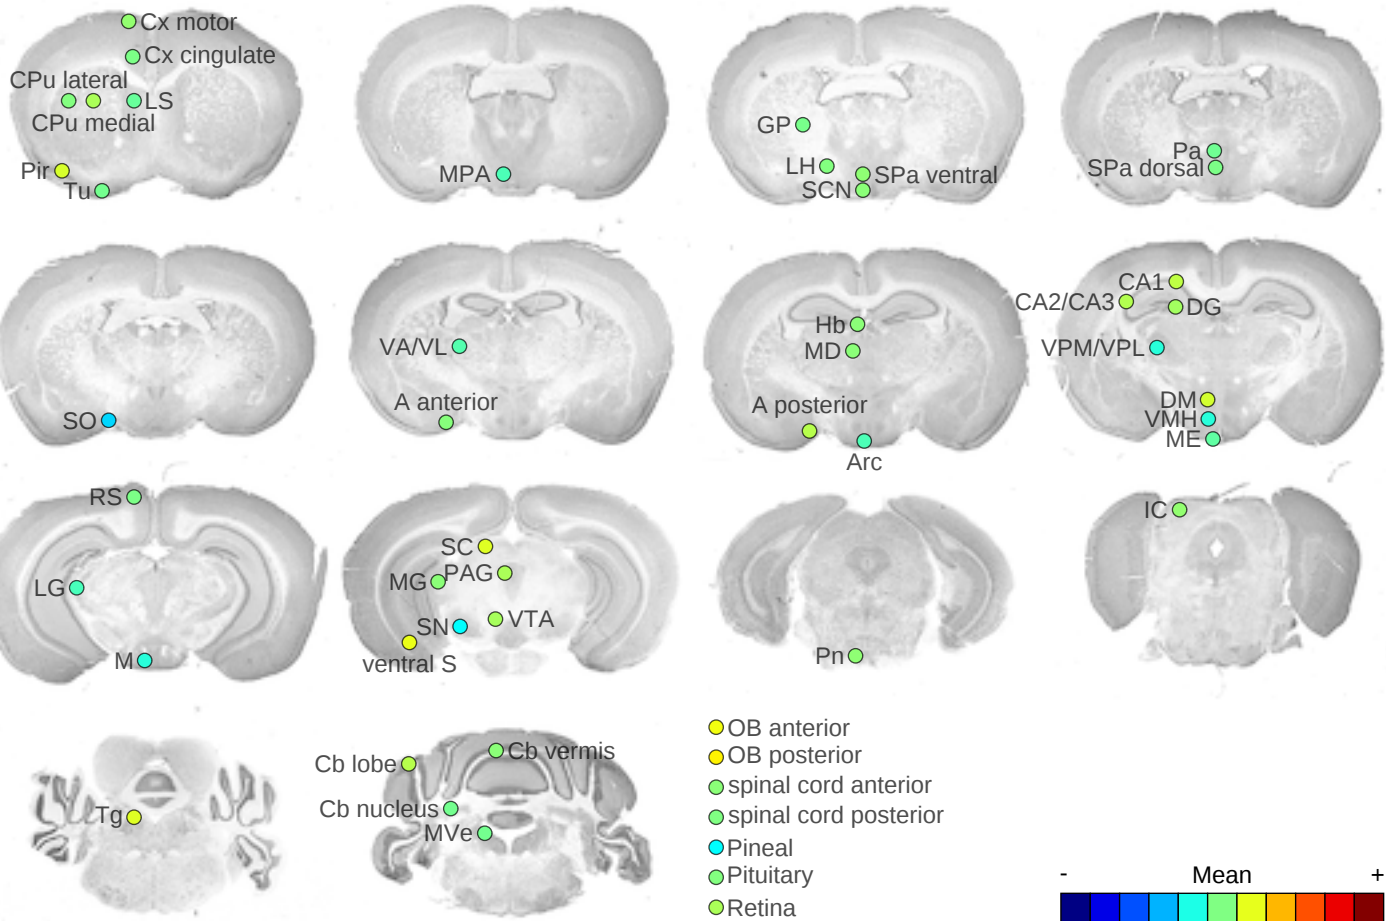 Cx motor
Cx cingulate
CPu lateral
LS
CPu medial
Pir
Tu
MPA
GP
LH
SPa ventral
SCN
Pa
SPa dorsal
SO
VA/VL
A anterior
Hb
MD
A posterior
Arc
CA1
CA2/CA3
DG
VPM/VPL
DM
VMH
ME
RS
LG
M
SC
MG
PAG
SN
VTA
ventral S
Pn
IC
Tg
Cb lobe
Cb vermis
Cb nucleus
MVe
OB anterior
OB posterior
spinal cord anterior
spinal cord posterior
Pineal
Pituitary
Retina
- Mean +